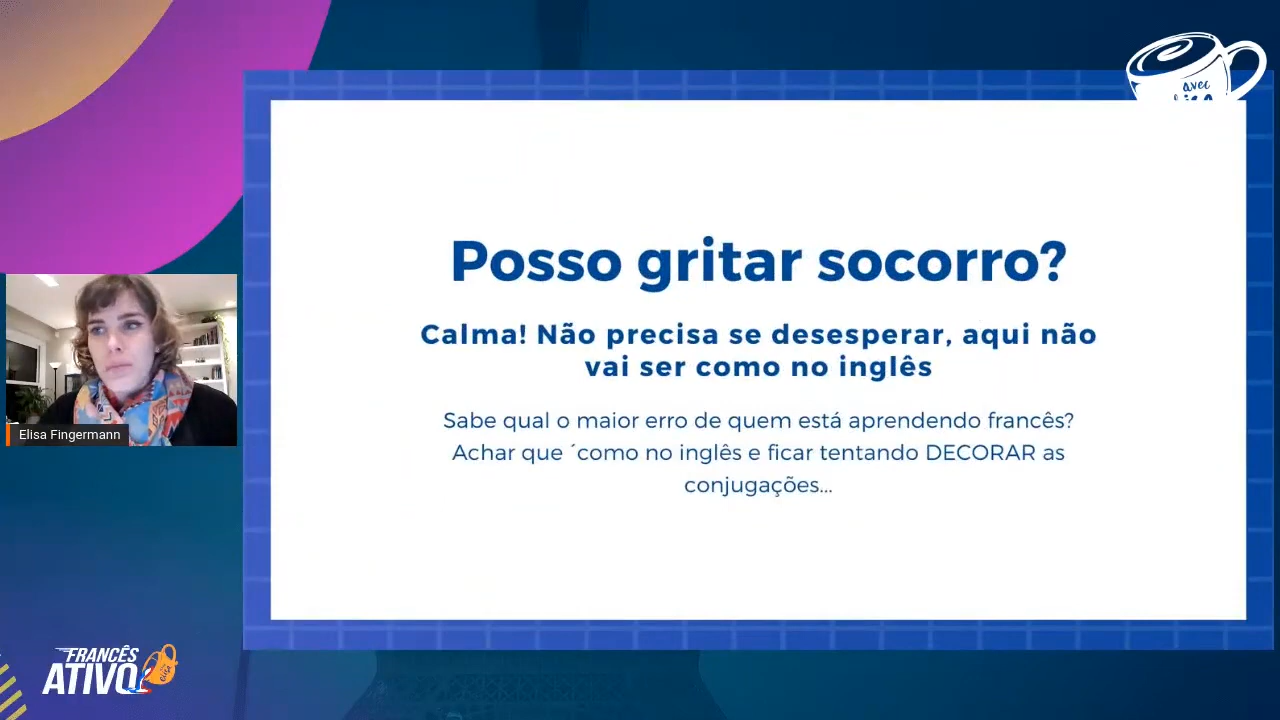 avec
Posso gritar socorro?
Calma! Não precisa se desesperar, aqui não
vai ser como no inglês
Sabe qual o maior erro de quem está aprendendo francês?
Achar que ´como no inglês e ficar tentando DECORAR as
conjugações...
Elisa Fingermann
FRANCÊS
ATIVO